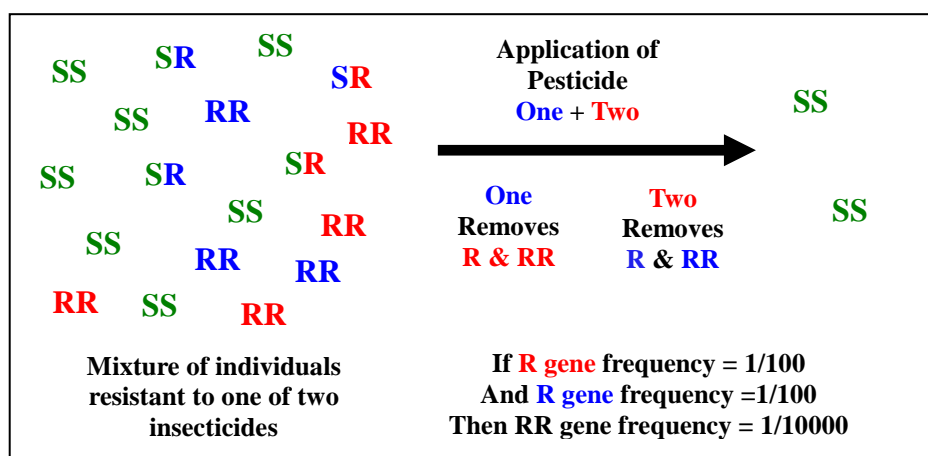 SS
SR
SS
SR
SS
RR
RR
SS
SR
SR
SS
RR
SS
RR
RR
RR
SS
RR
Mixture of individuals
resistant to one of two
insecticides
Application of
Pesticide
One + Two
One
Removes
R & RR
Two
Removes
R & RR
SS
SS
If R gene frequency = 1/100
And R gene frequency =1/100
Then RR gene frequency = 1/10000